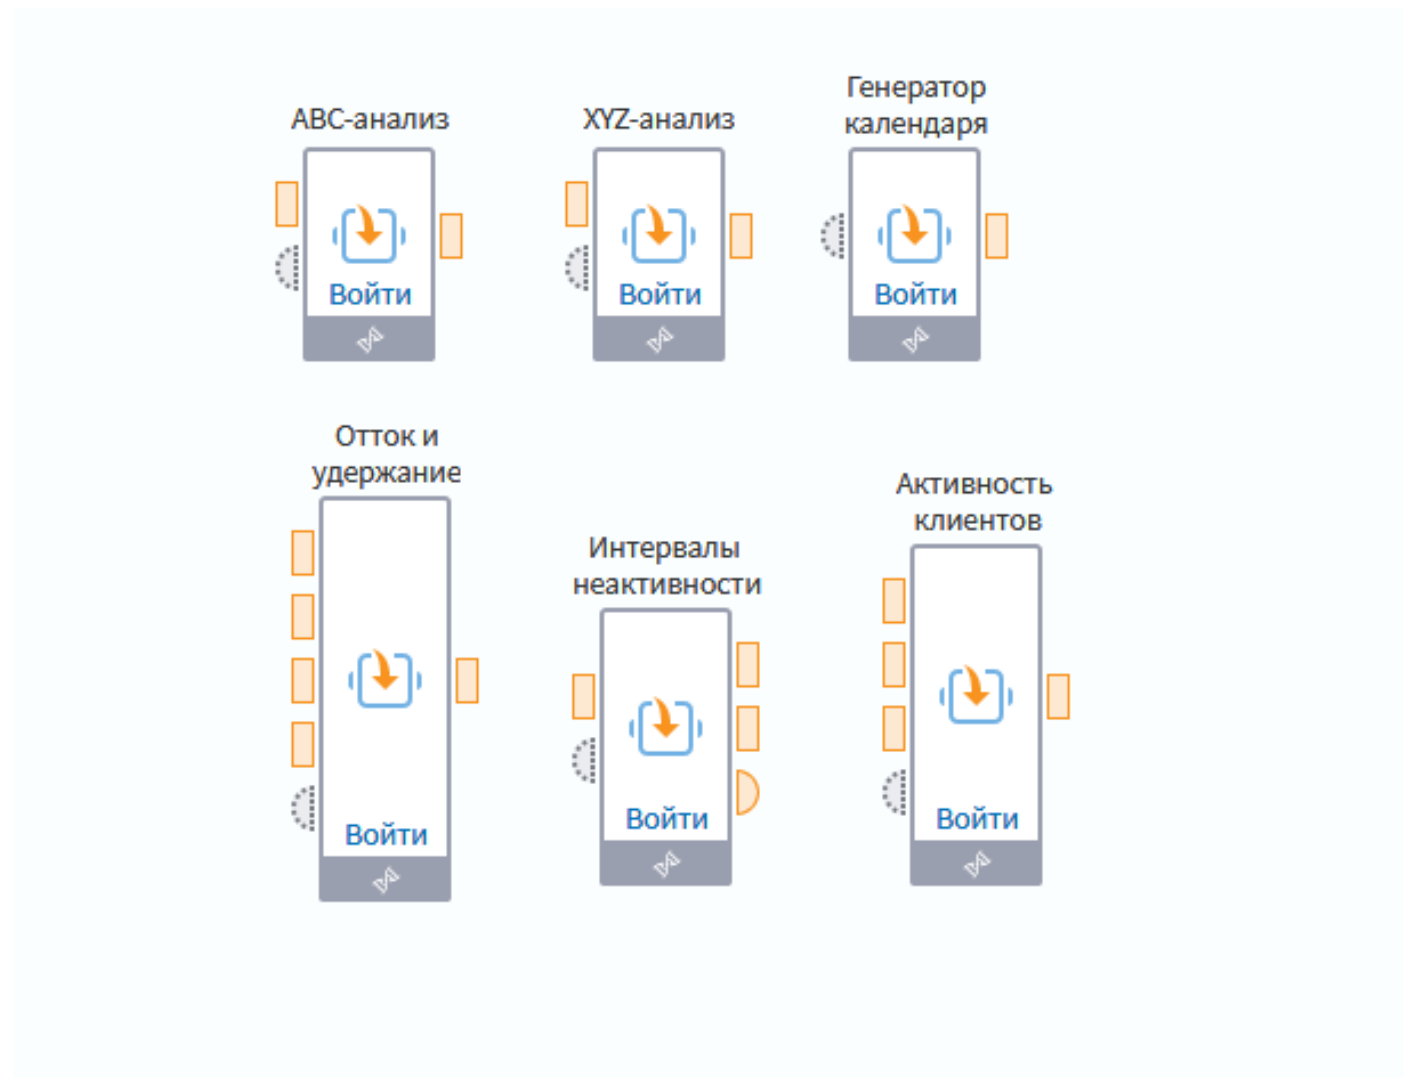 ABC-анализ
XYZ-анализ
Генератор
календаря
Войти
Войти
Войти
Отток и
удержание
Войти
Интервалы
неактивности
Войти
Активность
клиентов
Войти